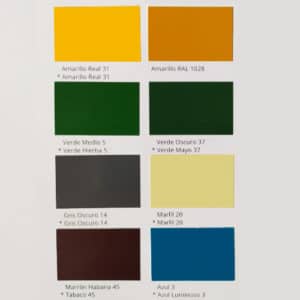 Amarillo Real 31
* Amarillo Real 31
Amarillo RAL 1028
Verde Medio 5
* Verde Hierba 5
Verde Oscuro 37
* Verde Mayo 37
Gris Oscuro 14
* Gris Oscuro 14
Marfil 28
* Marfil 28
Marrón Habana 45
* Tabaco 45
Azul 3
* Azul Luminoso 3